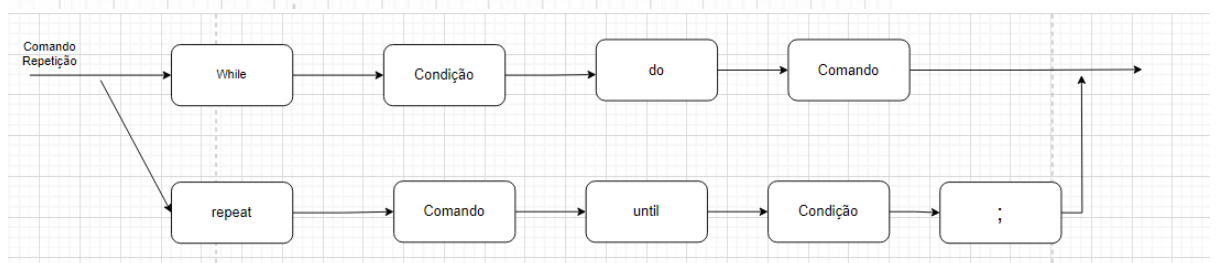 Comando
Repetição
While
Condição
do
Comando
repeat
Comando
until
Condição
;